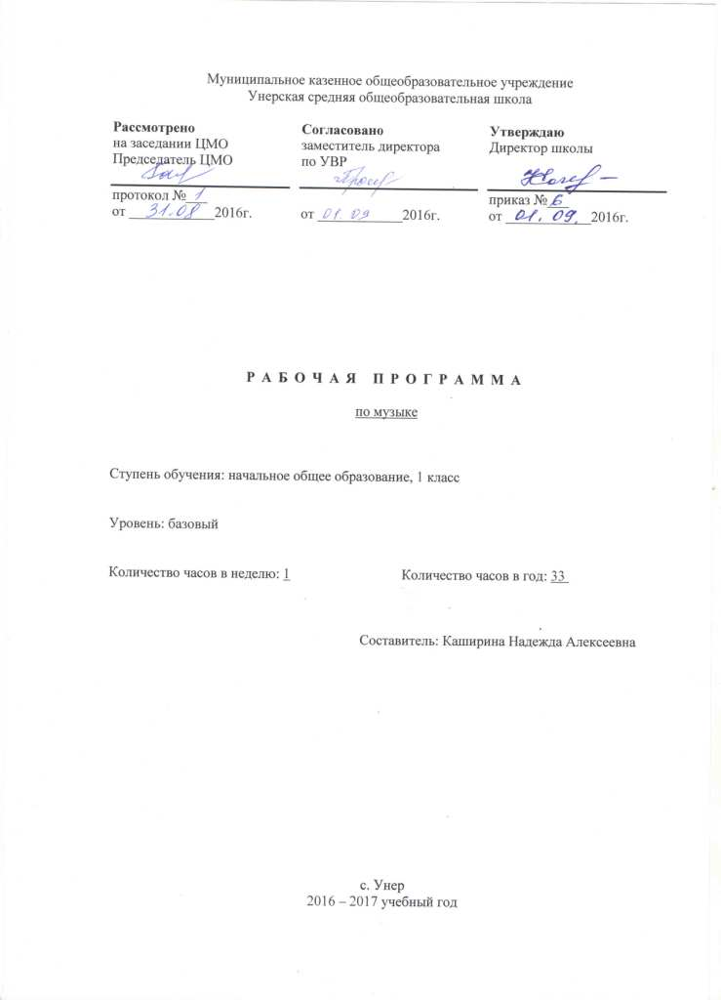 Муниципальное казенное общеобразовательное учреждение
Унерская средняя общеобразовательная школа
Рассмотрено
на заседании ЦМО
Председатель ЦМО
протокол № 1
от 31.08 2016г.
Согласовано
заместитель директора
по УВР
от 01.09 2016г.
Утверждаю
Директор школы
приказ № 6
от 01.09. 2016г.
РАБОЧАЯ ПРОГРАММА
по музыке
Ступень обучения: начальное общее образование, 1 класс
Уровень: базовый
Количество часов в неделю: 1
Количество часов в год: 33
Составитель: Каширина Надежда Алексеевна
с. Унер
2016 – 2017 учебный год